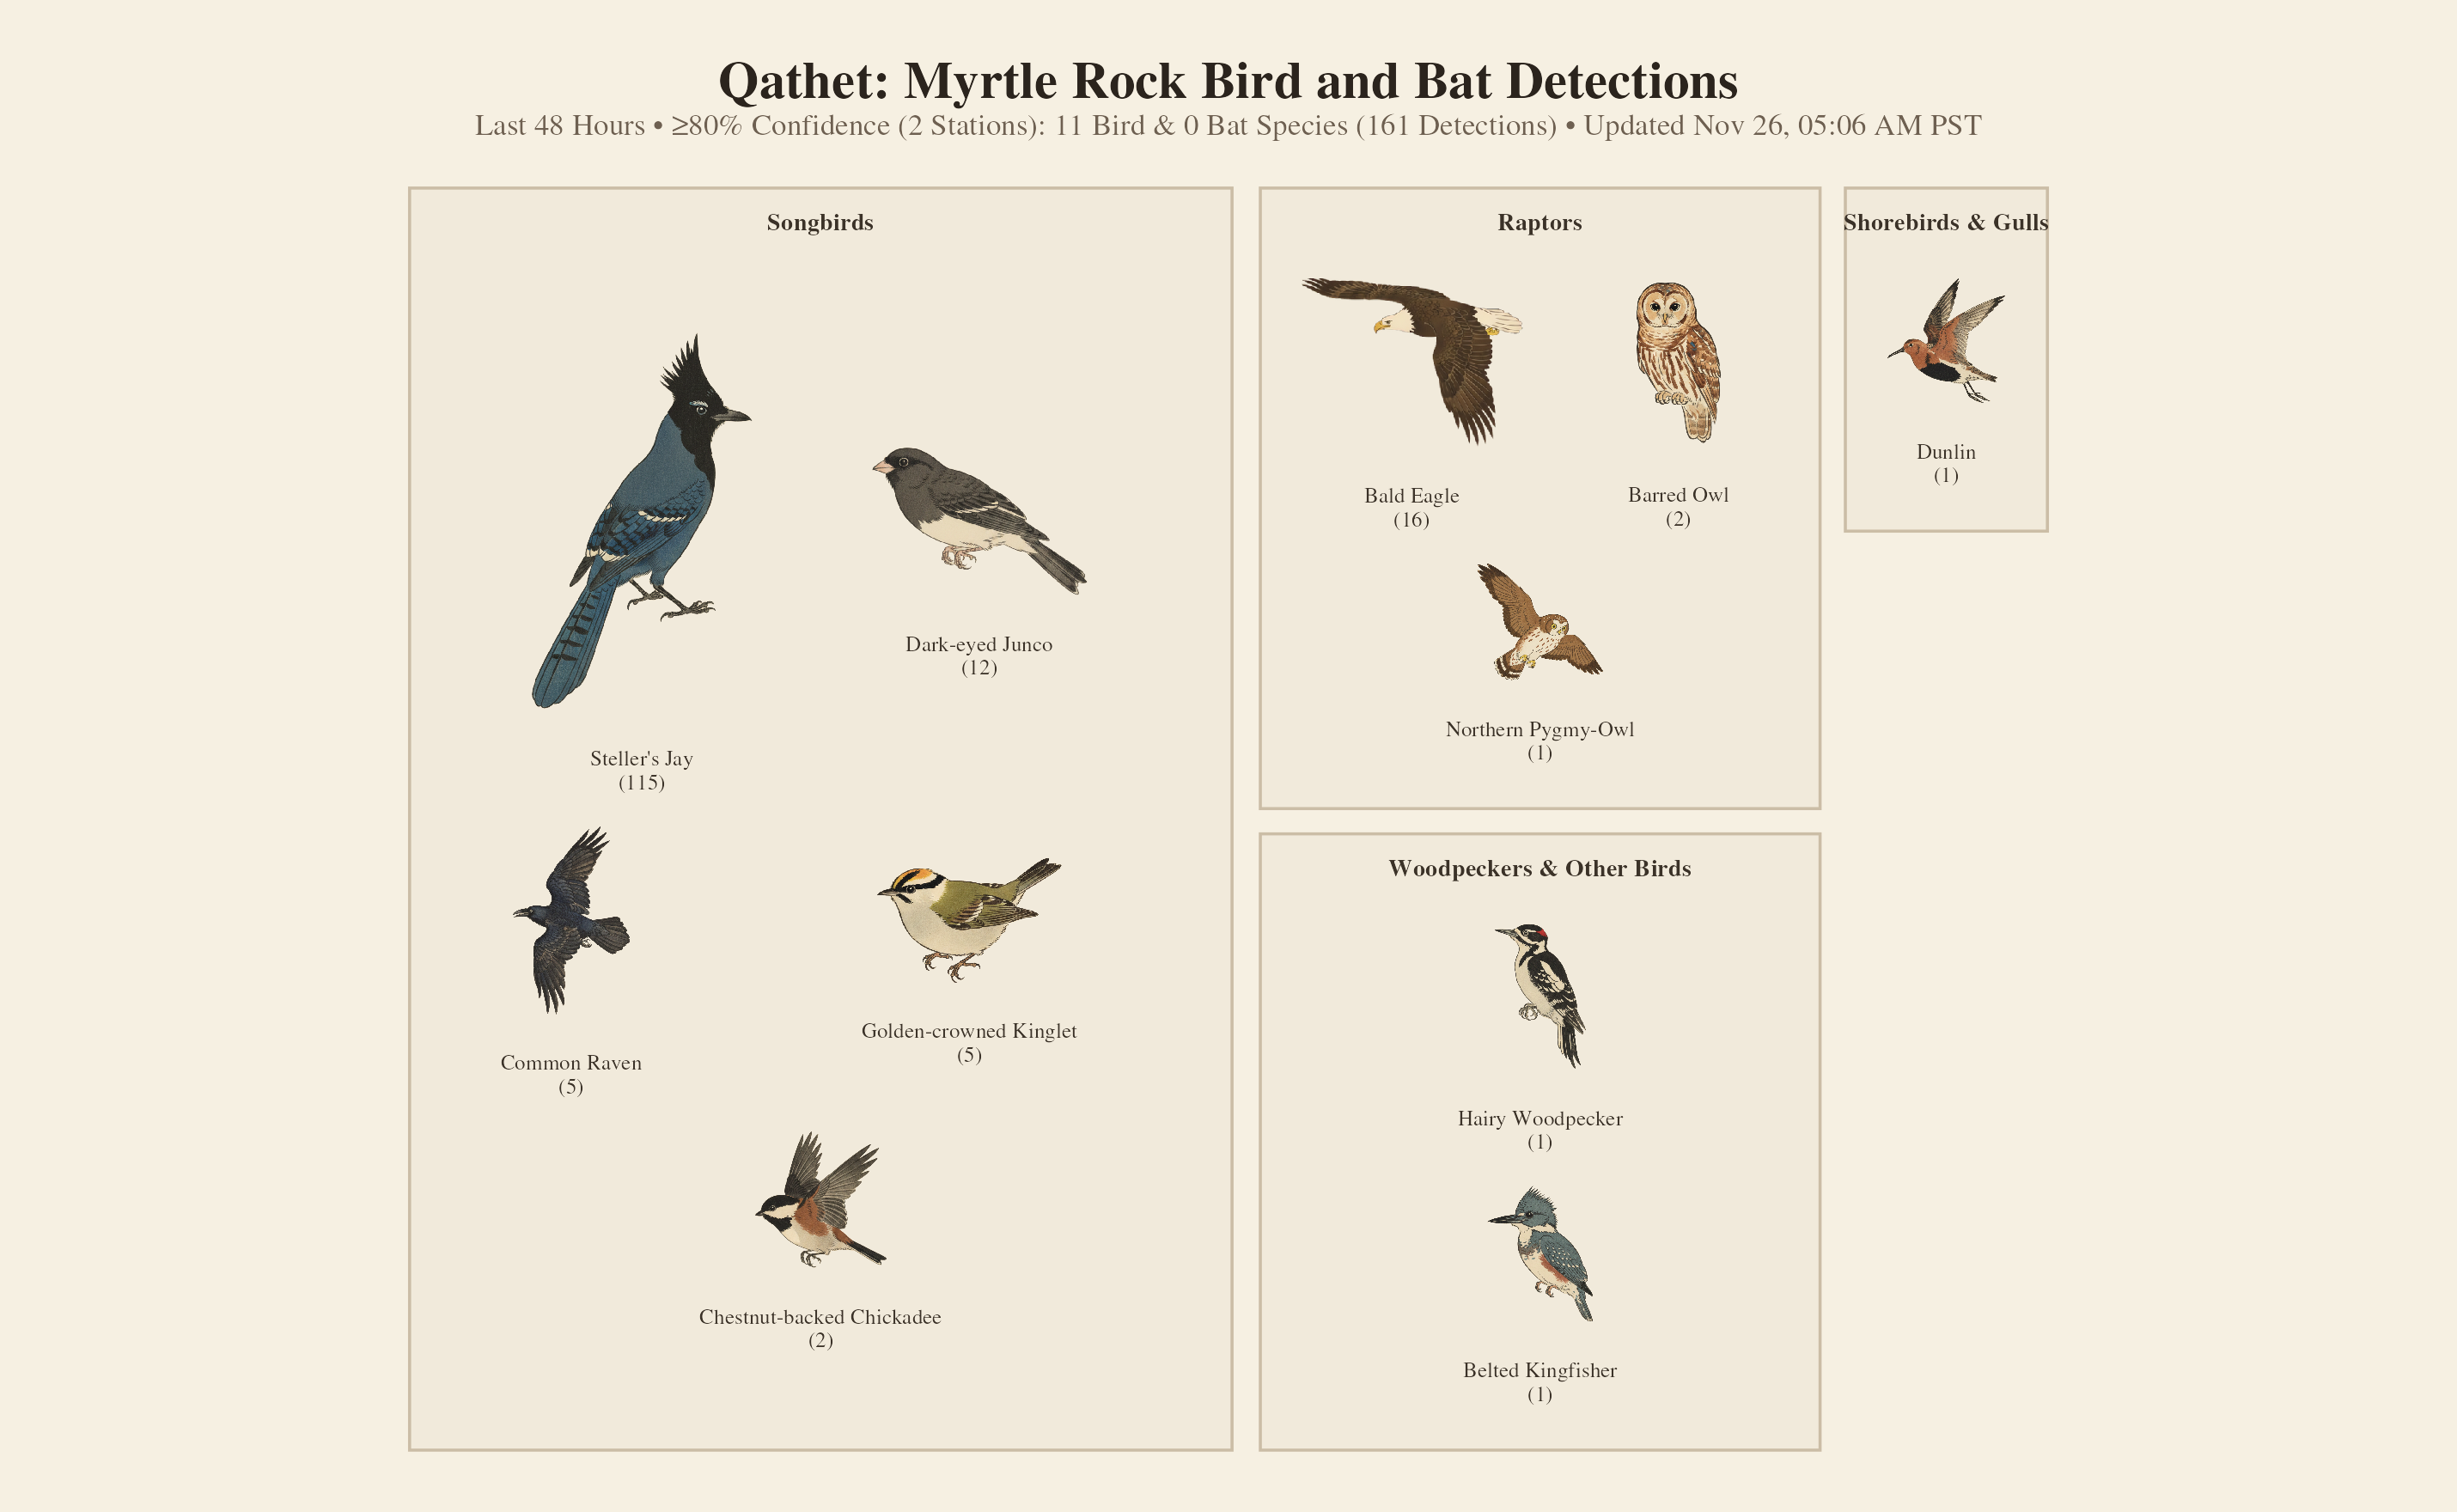 Qathet: Myrtle Rock Bird and Bat Detections
Last 48 Hours • ≥80% Confidence (2 Stations): 11 Bird & 0 Bat Species (161 Detections) • Updated Nov 26, 05:06 AM PST
Songbirds
Steller's Jay
(115)
Dark-eyed Junco
(12)
Common Raven
(5)
Golden-crowned Kinglet
(5)
Chestnut-backed Chickadee
(2)
Raptors
Bald Eagle
(16)
Barred Owl
(2)
Northern Pygmy-Owl
(1)
Woodpeckers & Other Birds
Hairy Woodpecker
(1)
Belted Kingfisher
(1)
Shorebirds & Gulls
Dunlin
(1)